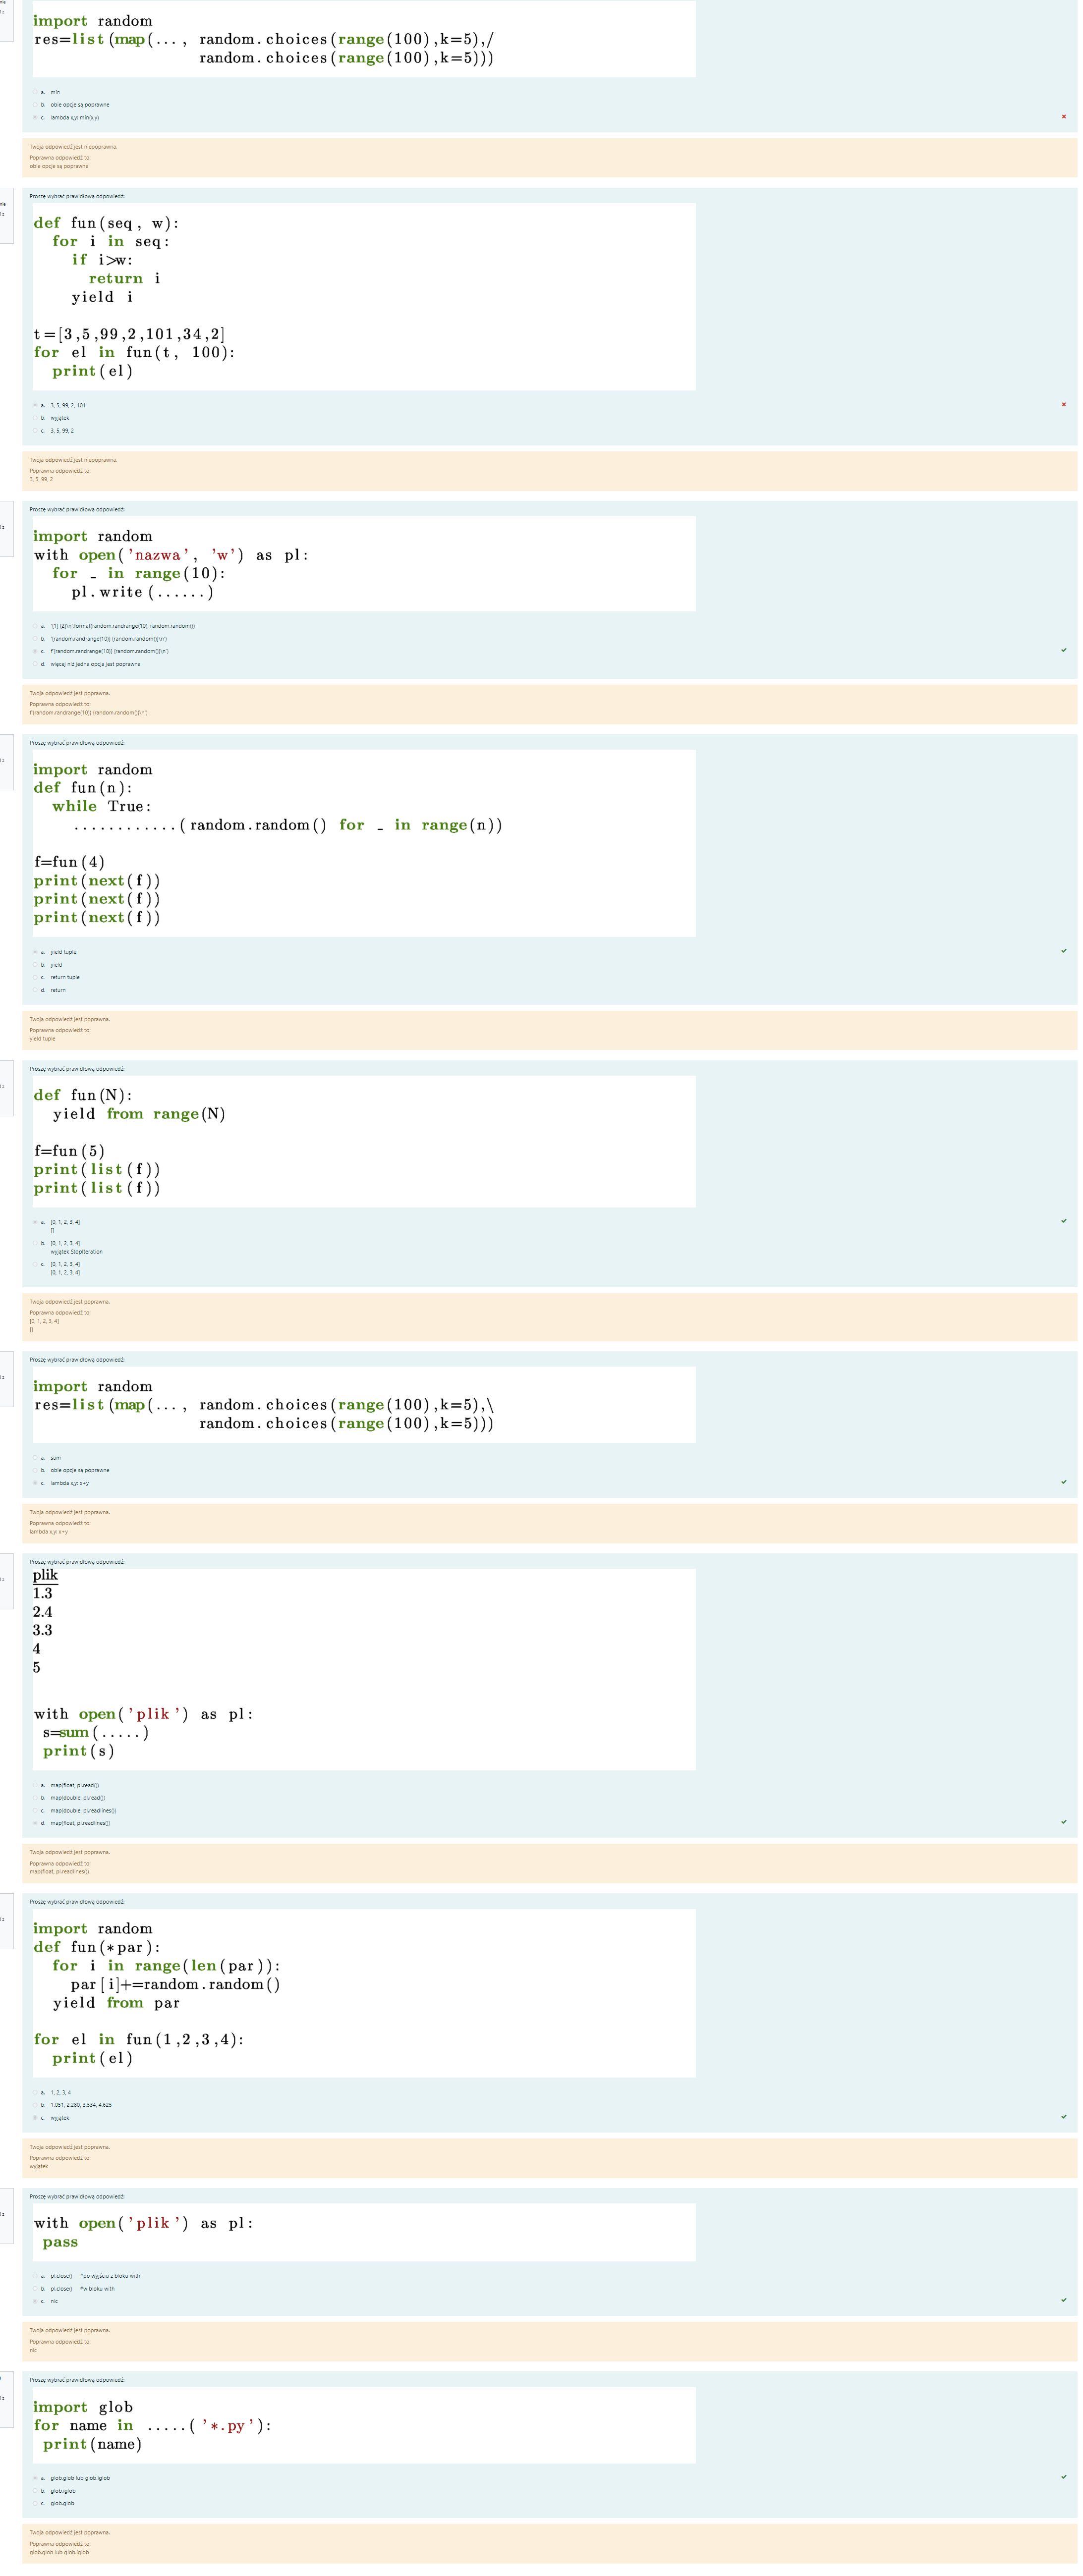 import random
res=list(map(..., random.choices(range(100),k=5),/
random.choices(range(100),k=5)))
a. min
b. obie opcje są poprawne
c. lambda x,y: min(x,y)
Twoja odpowiedź jest niepoprawna.
Poprawna odpowiedź to:
obie opcje są poprawne
Proszę wybrać prawidłową odpowiedź:
def fun(seq, w):
for i in seq:
if i>w:
return i
yield i
t=[3,5,99,2,101,34,2]
for el in fun(t, 100):
print(el)
a. 3, 5, 99, 2, 101
b. wyjątek
c. 3, 5, 99, 2
Twoja odpowiedź jest niepoprawna.
Poprawna odpowiedź to:
3, 5, 99, 2
Proszę wybrać prawidłową odpowiedź:
import random
with open('nazwa', 'w') as pl:
for _ in range(10):
pl.write(......)
a. '{1} {2}\n'.format(random.randrange(10), random.random())
b. '{random.randrange(10)} {random.random()}\n')
c. f'{random.randrange(10)} {random.random()}\n')
d. więcej niż jedna opcja jest poprawna
Twoja odpowiedź jest poprawna.
Poprawna odpowiedź to:
f'{random.randrange(10)} {random.random()}\n')
Proszę wybrać prawidłową odpowiedź:
import random
def fun(n):
while True:
............(random.random() for _ in range(n))
f=fun(4)
print(next(f))
print(next(f))
print(next(f))
a. yield tuple
b. yield
c. return tuple
d. return
Twoja odpowiedź jest poprawna.
Poprawna odpowiedź to:
yield tuple
Proszę wybrać prawidłową odpowiedź:
def fun(N):
yield from range(N)
f=fun(5)
print(list(f))
print(list(f))
a. [0, 1, 2, 3, 4]
[]
b. [0, 1, 2, 3, 4]
wyjątek StopIteration
c. [0, 1, 2, 3, 4]
[0, 1, 2, 3, 4]
Twoja odpowiedź jest poprawna.
Poprawna odpowiedź to:
[0, 1, 2, 3, 4]
[]
Proszę wybrać prawidłową odpowiedź:
import random
res=list(map(..., random.choices(range(100),k=5),\
random.choices(range(100),k=5)))
a. sum
b. obie opcje są poprawne
c. lambda x,y: x+y
Twoja odpowiedź jest poprawna.
Poprawna odpowiedź to:
lambda x,y: x+y
Proszę wybrać prawidłową odpowiedź:
plik
1.3
2.4
3.3
4
5
with open('plik') as pl:
s=sum(.....)
print(s)
a. map(float, pl.read())
b. map(double, pl.read())
c. map(double, pl.readlines())
d. map(float, pl.readlines())
Twoja odpowiedź jest poprawna.
Poprawna odpowiedź to:
map(float, pl.readlines())
Proszę wybrać prawidłową odpowiedź:
import random
def fun(*par):
for i in range(len(par)):
par[i]+=random.random()
yield from par
for el in fun(1,2,3,4):
print(el)
a. 1, 2, 3, 4
b. 1.051, 2.280, 3.534, 4.625
c. wyjątek
Twoja odpowiedź jest poprawna.
Poprawna odpowiedź to:
wyjątek
Proszę wybrać prawidłową odpowiedź:
with open('plik') as pl:
pass
a. pl.close() #po wyjściu z bloku with
b. pl.close() #w bloku with
c. nic
Twoja odpowiedź jest poprawna.
Poprawna odpowiedź to:
nic
Proszę wybrać prawidłową odpowiedź:
import glob
for name in .....('*.py'):
print(name)
a. glob.glob lub glob.iglob
b. glob.iglob
c. glob.glob
Twoja odpowiedź jest poprawna.
Poprawna odpowiedź to:
glob.glob lub glob.iglob